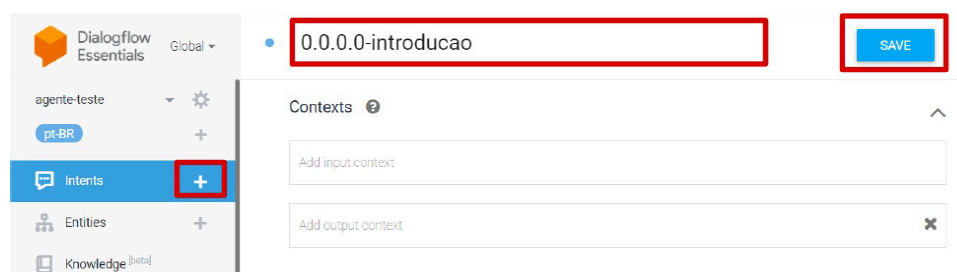 Dialogflow
Essentials
Global
0.0.0.0-introducao
SAVE
agente-teste
pt-BR
Contexts
Add input context
Intents
Add output context
Entities
Knowledge [beta]